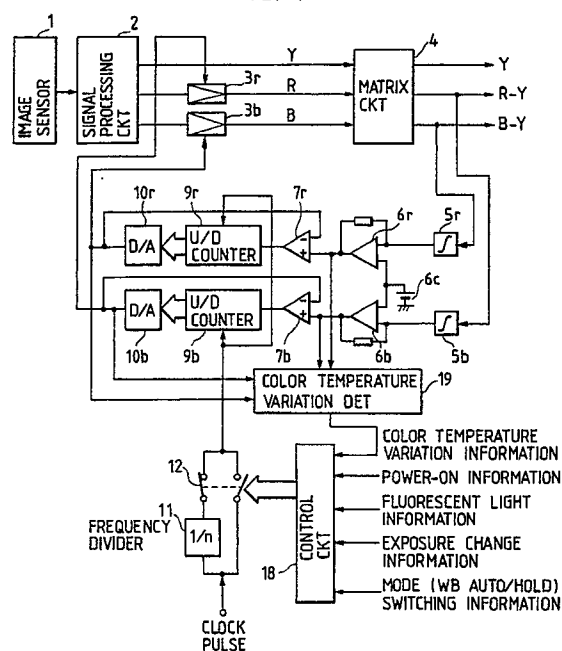 1
2
4
IMAGE
SENSOR
SIGNAL
PROCESSING
CKT
Y
3r
R
3b
B
MATRIX
CKT
Y
R-Y
B-Y
10r
9r
7r
6r
5r
D/A
U/D
COUNTER
-
+
∫
6c
D/A
U/D
COUNTER
-
+
∫
10b
9b
7b
6b
5b
COLOR TEMPERATURE
VARIATION DET
19
COLOR TEMPERATURE
VARIATION INFORMATION
12
POWER-ON INFORMATION
FLUORESCENT LIGHT
INFORMATION
11
FREQUENCY
DIVIDER
1/n
CONTROL
CKT
18
EXPOSURE CHANGE
INFORMATION
MODE (WB AUTO/HOLD)
SWITCHING INFORMATION
CLOCK
PULSE